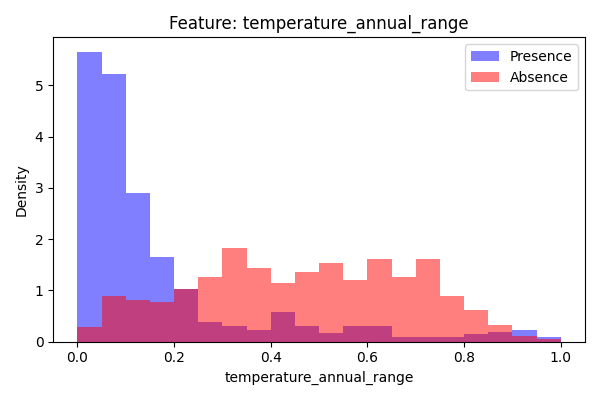 Feature: temperature_annual_range
Presence
Absence
Density
5
4
3
2
1
0
0.0 0.2 0.4 0.6 0.8 1.0
temperature_annual_range